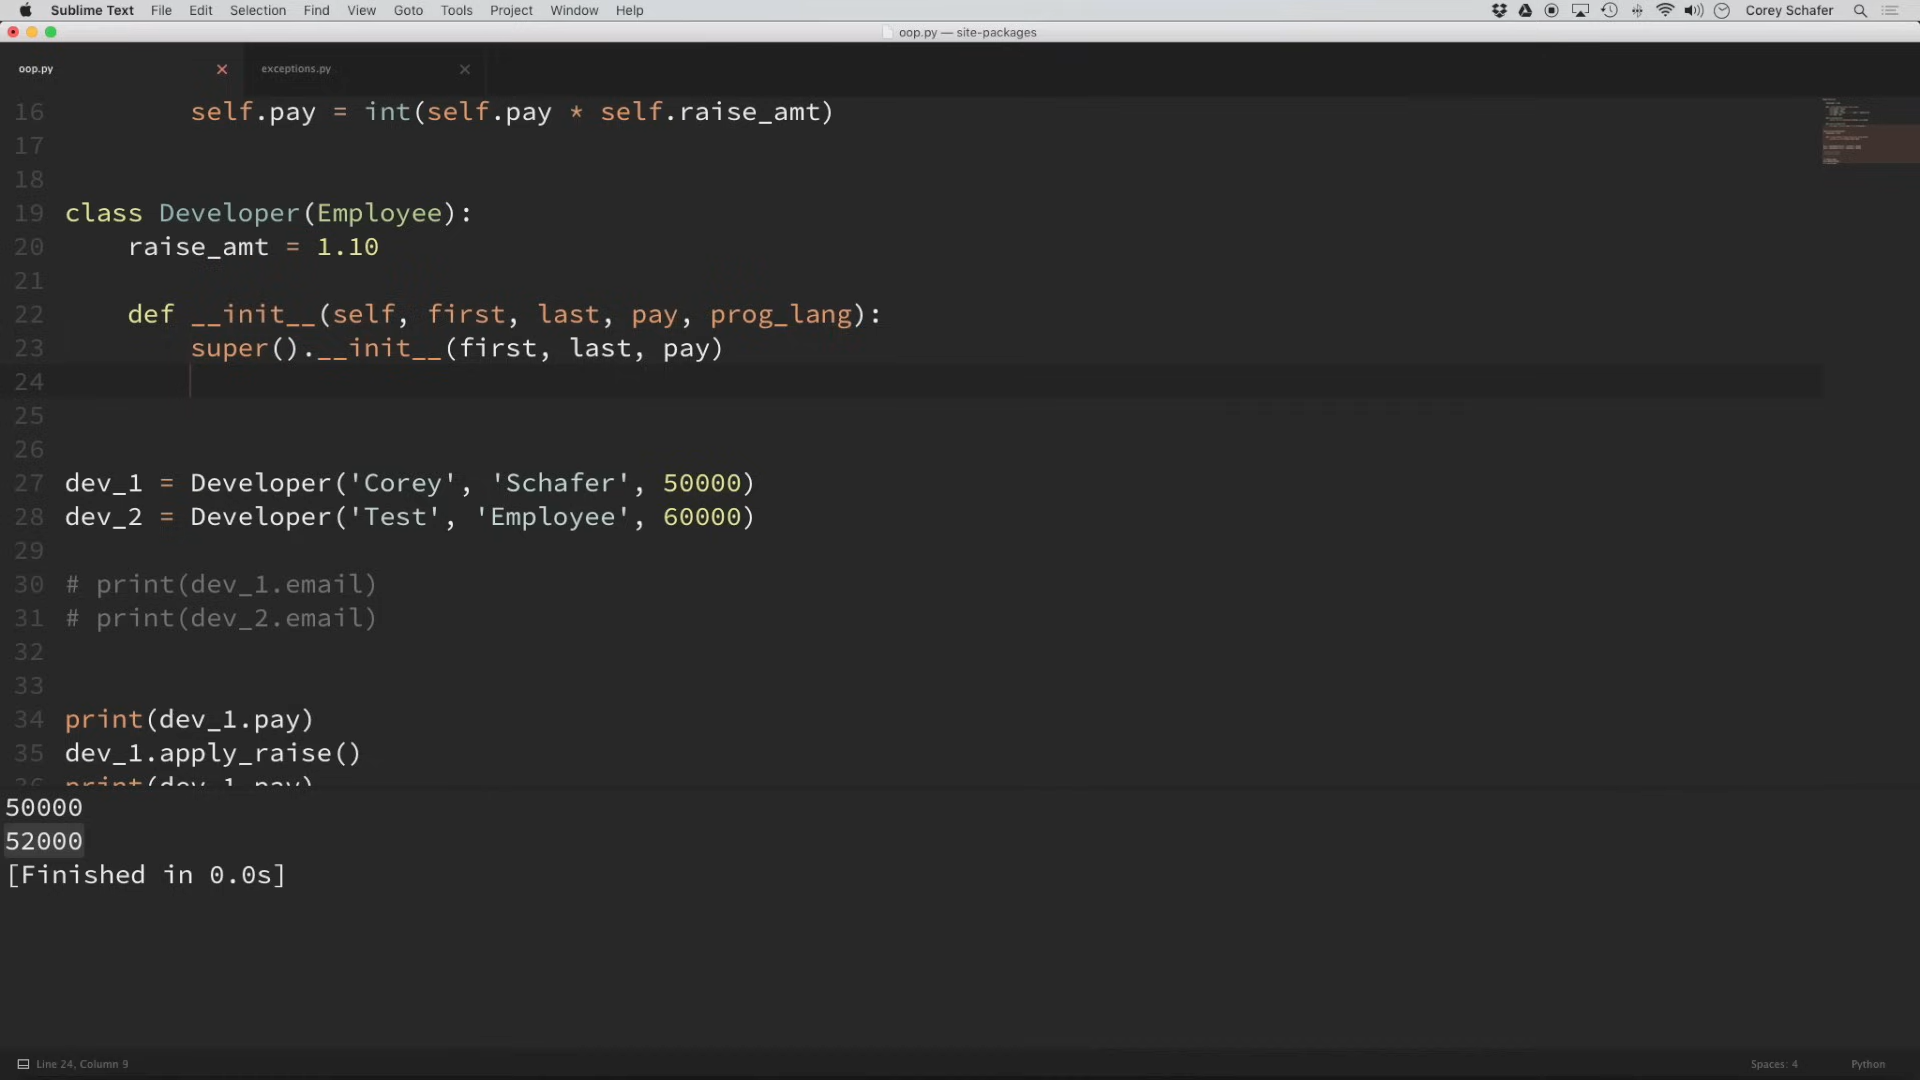 Sublime Text File Edit Selection Find View Goto Tools Project Window Help Corey Schafer
oop.py — site-packages
oop.py exceptions.py
16         self.pay = int(self.pay * self.raise_amt)
17
18
19 class Developer(Employee):
20     raise_amt = 1.10
21
22     def __init__(self, first, last, pay, prog_lang):
23         super().__init__(first, last, pay)
24
25
26
27 dev_1 = Developer('Corey', 'Schafer', 50000)
28 dev_2 = Developer('Test', 'Employee', 60000)
29
30 # print(dev_1.email)
31 # print(dev_2.email)
32
33
34 print(dev_1.pay)
35 dev_1.apply_raise()
36 print(dev_1.pay)
50000
52000
[Finished in 0.0s]
Line 24, Column 9 Spaces: 4 Python